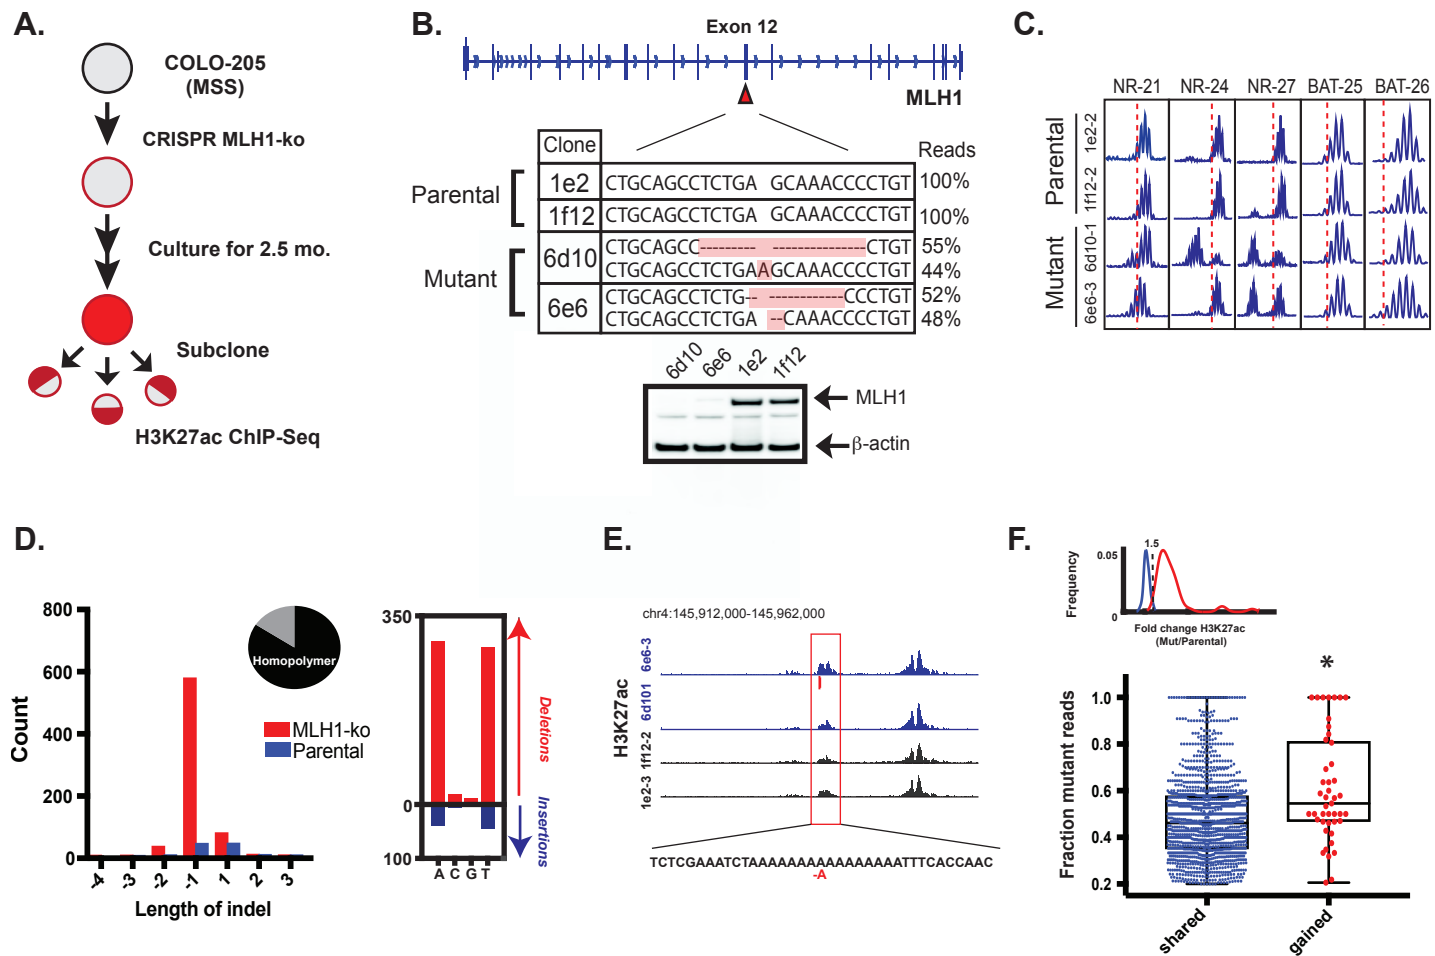 A.
COLO-205
(MSS)
CRISPR MLH1-ko
Culture for 2.5 mo.
Subclone
H3K27ac ChIP-Seq
B.
Exon 12
MLH1
Clone
Reads
Parental
1e2
CTGCAGCCTCTGA GCAAACCCCTGT
100%
1f12
CTGCAGCCTCTGA GCAAACCCCTGT
100%
Mutant
6d10
CTGCAGCC---------- ----------------CTGT
55%
CTGCAGCCTCTGAAGCAAACCCCTGT
44%
6e6
CTGCAGCCTCTG-- -------------CCCTGT
52%
CTGCAGCCTCTGA --CAAACCCCTGT
48%
6d10
6e6
1e2
1f12
MLH1
β-actin
C.
NR-21
NR-24
NR-27
BAT-25
BAT-26
Parental
1e2-2
1f12-2
Mutant
6d10-1
6e6-3
D.
Count
800
600
400
200
0
-4
-3
-2
-1
1
2
3
Length of indel
Homopolymer
MLH1-ko
Parental
350
0
100
A
C
G
T
Deletions
Insertions
E.
chr4:145,912,000-145,962,000
H3K27ac
6e6-3
6d101
1f12-2
1e2-3
TCTCGAAATCTAAAAAAAAAAAAAAAAAATTTCACCAAC
-A
F.
Frequency
0.05
0
1.5
Fold change H3K27ac
(Mut/Parental)
*
Fraction mutant reads
1.0
0.8
0.6
0.4
0.2
shared
gained